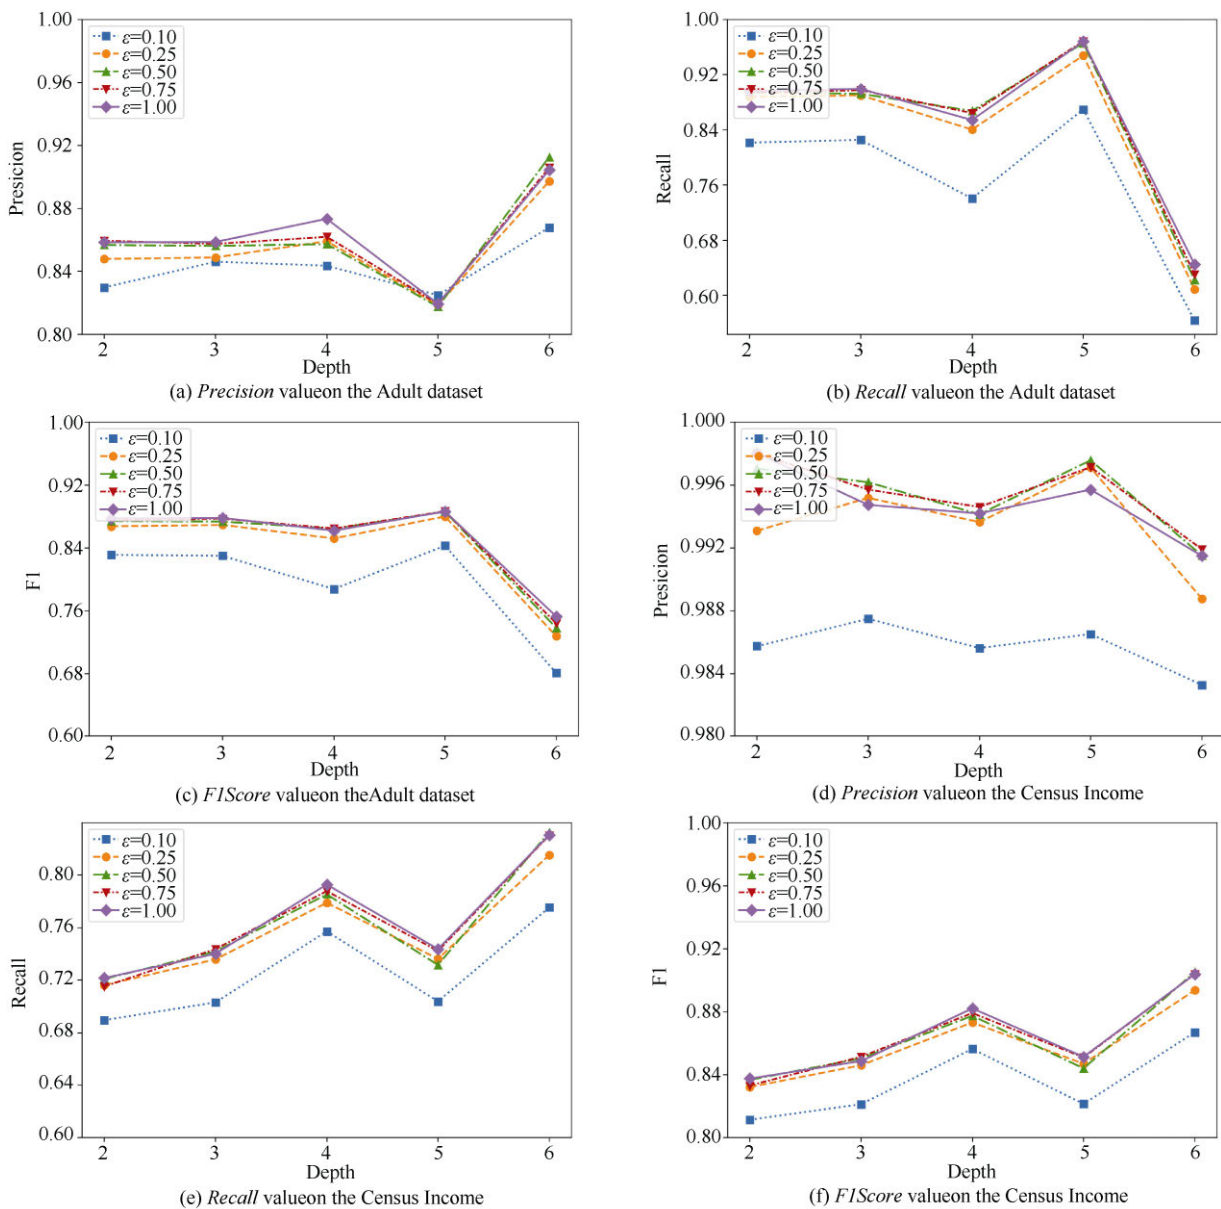 1.00
0.96
0.92
0.88
0.84
0.80
Presicion
ε=0.10
ε=0.25
ε=0.50
ε=0.75
ε=1.00
2 3 4 5 6
Depth
(a) Precision valueon the Adult dataset
1.00
0.92
0.84
0.76
0.68
0.60
Recall
ε=0.10
ε=0.25
ε=0.50
ε=0.75
ε=1.00
2 3 4 5 6
Depth
(b) Recall valueon the Adult dataset
1.00
0.92
0.84
0.76
0.68
0.60
F1
ε=0.10
ε=0.25
ε=0.50
ε=0.75
ε=1.00
2 3 4 5 6
Depth
(c) F1Score valueon theAdult dataset
1.000
0.996
0.992
0.988
0.984
0.980
Presicion
ε=0.10
ε=0.25
ε=0.50
ε=0.75
ε=1.00
2 3 4 5 6
Depth
(d) Precision valueon the Census Income
0.80
0.76
0.72
0.68
0.64
0.60
Recall
ε=0.10
ε=0.25
ε=0.50
ε=0.75
ε=1.00
2 3 4 5 6
Depth
(e) Recall valueon the Census Income
1.00
0.96
0.92
0.88
0.84
0.80
F1
ε=0.10
ε=0.25
ε=0.50
ε=0.75
ε=1.00
2 3 4 5 6
Depth
(f) F1Score valueon the Census Income